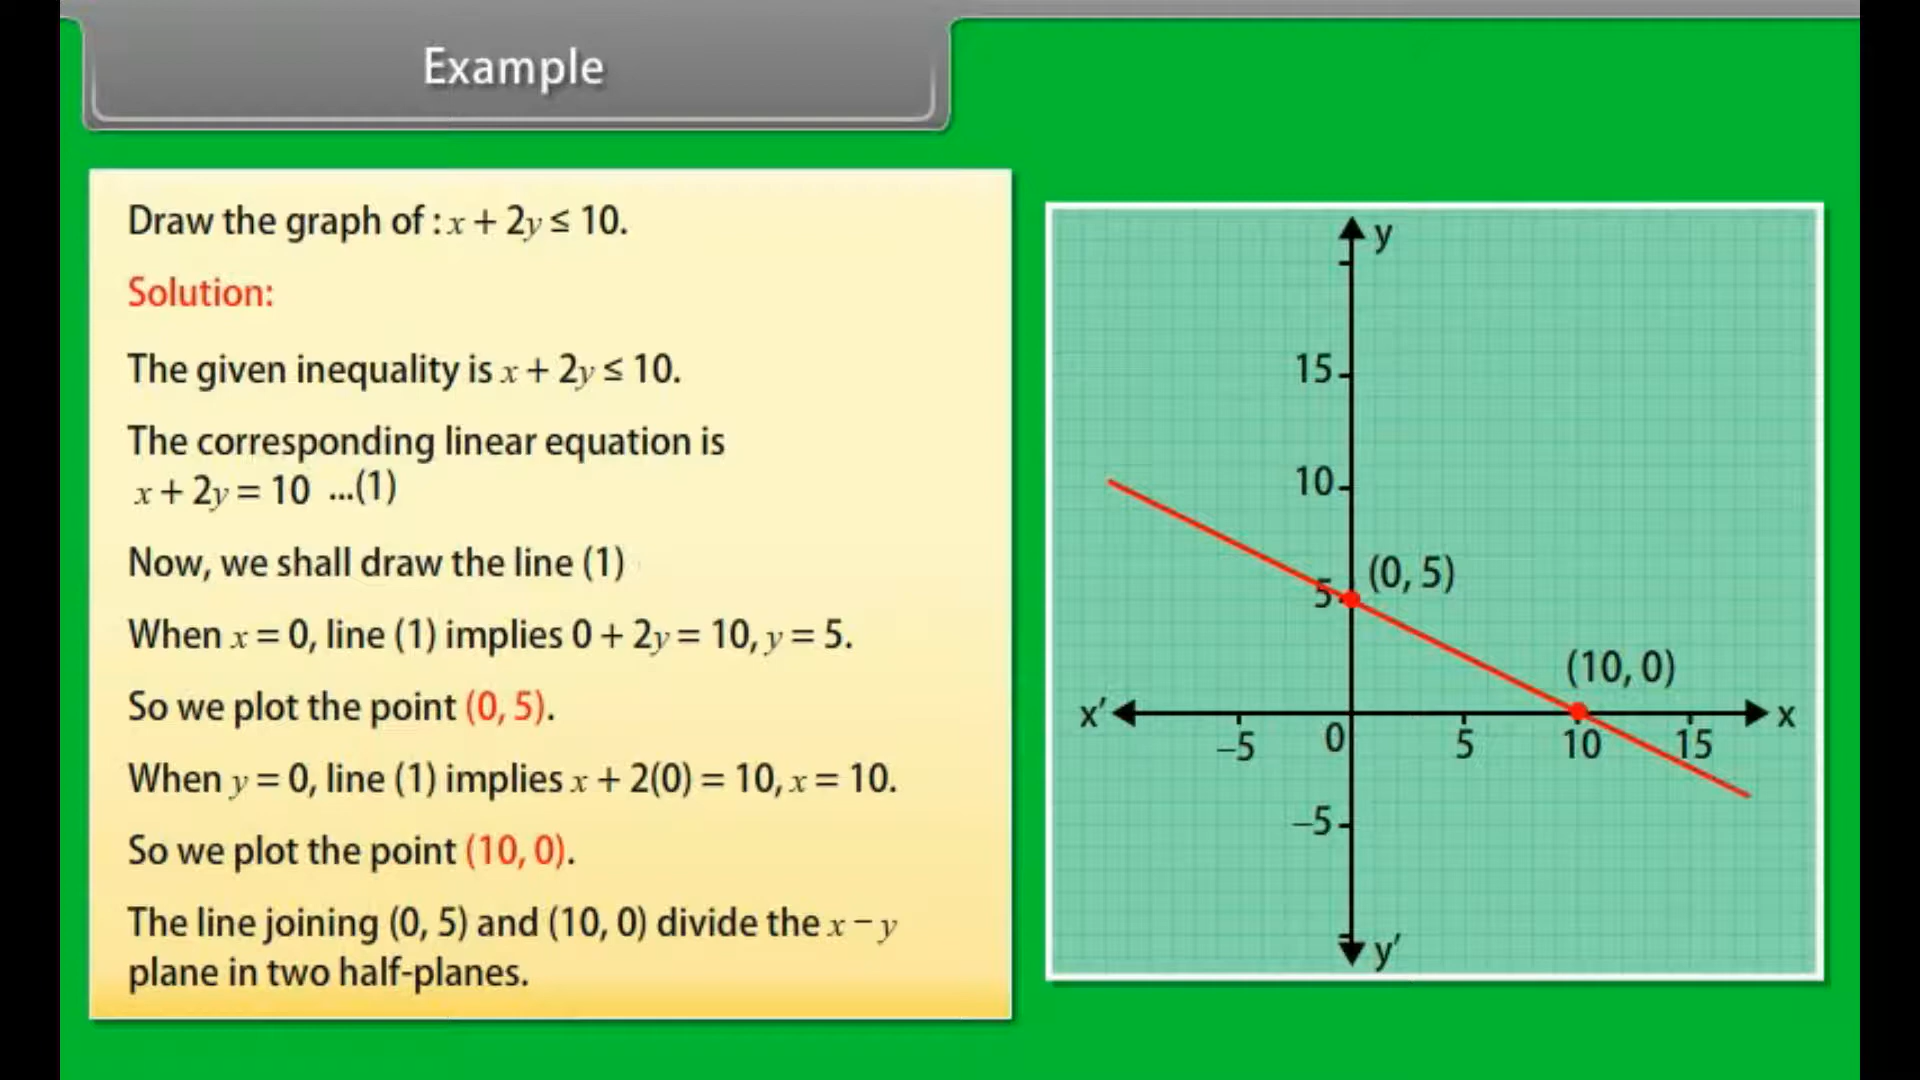 Example
Draw the graph of : x + 2y ≤ 10.
Solution:
The given inequality is x + 2y ≤ 10.
The corresponding linear equation is
x + 2y = 10 ...(1)
Now, we shall draw the line (1)
When x = 0, line (1) implies 0 + 2y = 10, y = 5.
So we plot the point (0, 5).
When y = 0, line (1) implies x + 2(0) = 10, x = 10.
So we plot the point (10, 0).
The line joining (0, 5) and (10, 0) divide the x – y
plane in two half-planes.
y
15
10
5 (0, 5)
(10, 0)
x′ x
–5 0 5 10 15
–5
y′